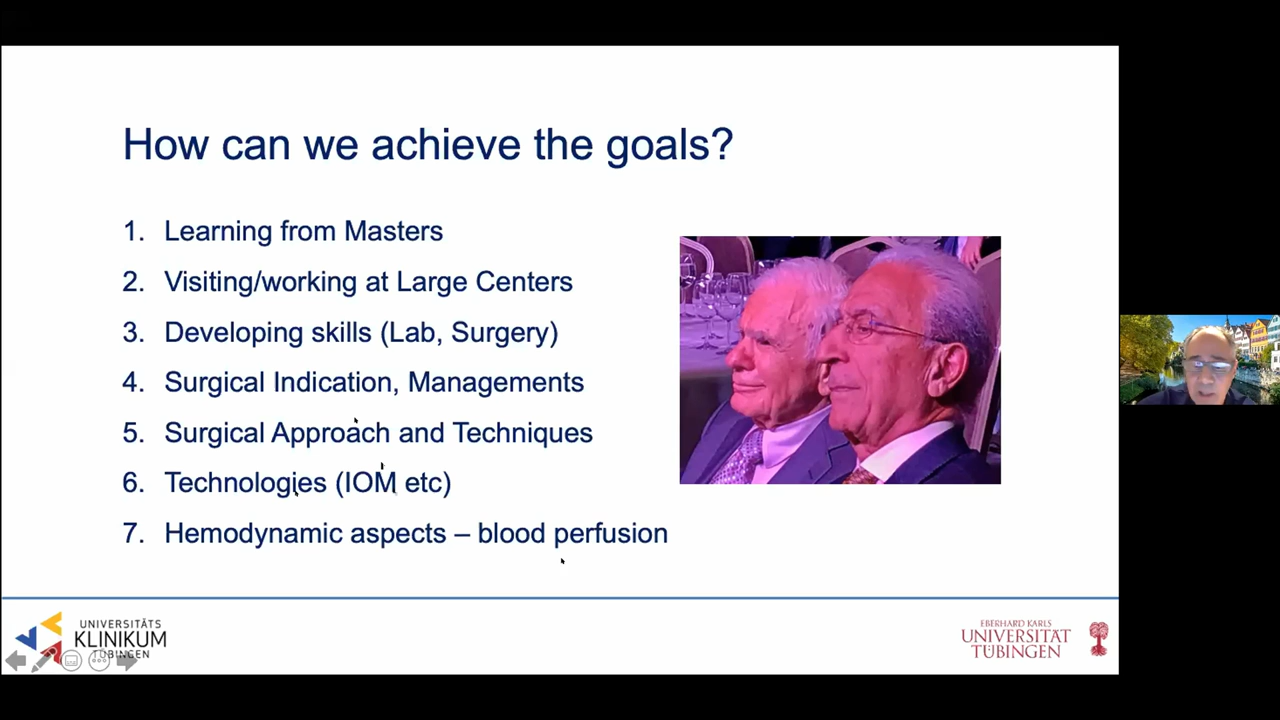 How can we achieve the goals?
1. Learning from Masters
2. Visiting/working at Large Centers
3. Developing skills (Lab, Surgery)
4. Surgical Indication, Managements
5. Surgical Approach and Techniques
6. Technologies (IOM etc)
7. Hemodynamic aspects – blood perfusion
UNIVERSITÄTS
KLINIKUM
TÜBINGEN
EBERHARD KARLS
UNIVERSITÄT
TÜBINGEN